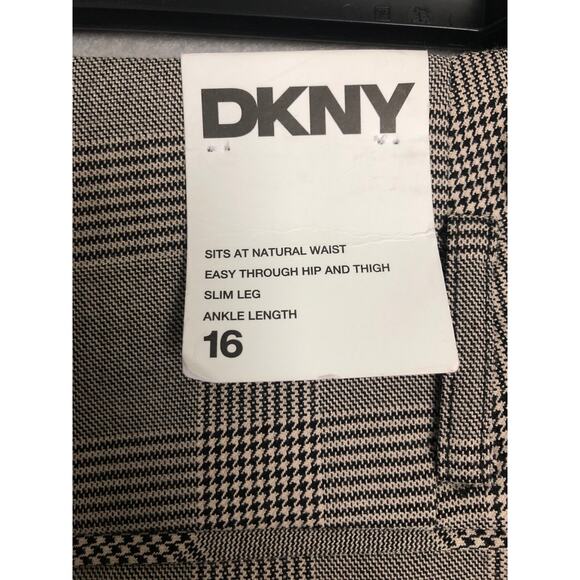 DKNY
SITS AT NATURAL WAIST
EASY THROUGH HIP AND THIGH
SLIM LEG
ANKLE LENGTH
16